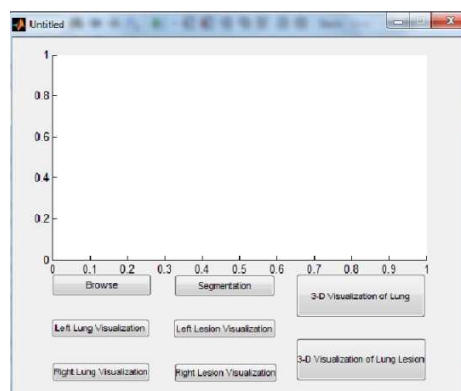 Untitled
1
0.8
0.6
0.4
0.2
0
0 0.1 0.2 0.3 0.4 0.5 0.6 0.7 0.8 0.9 1
Browse Segmentation 3-D Visualization of Lung
Left Lung Visualization Left Lesion Visualization
3-D Visualization of Lung Lesion
Right Lung Visualization Right Lesion Visualization